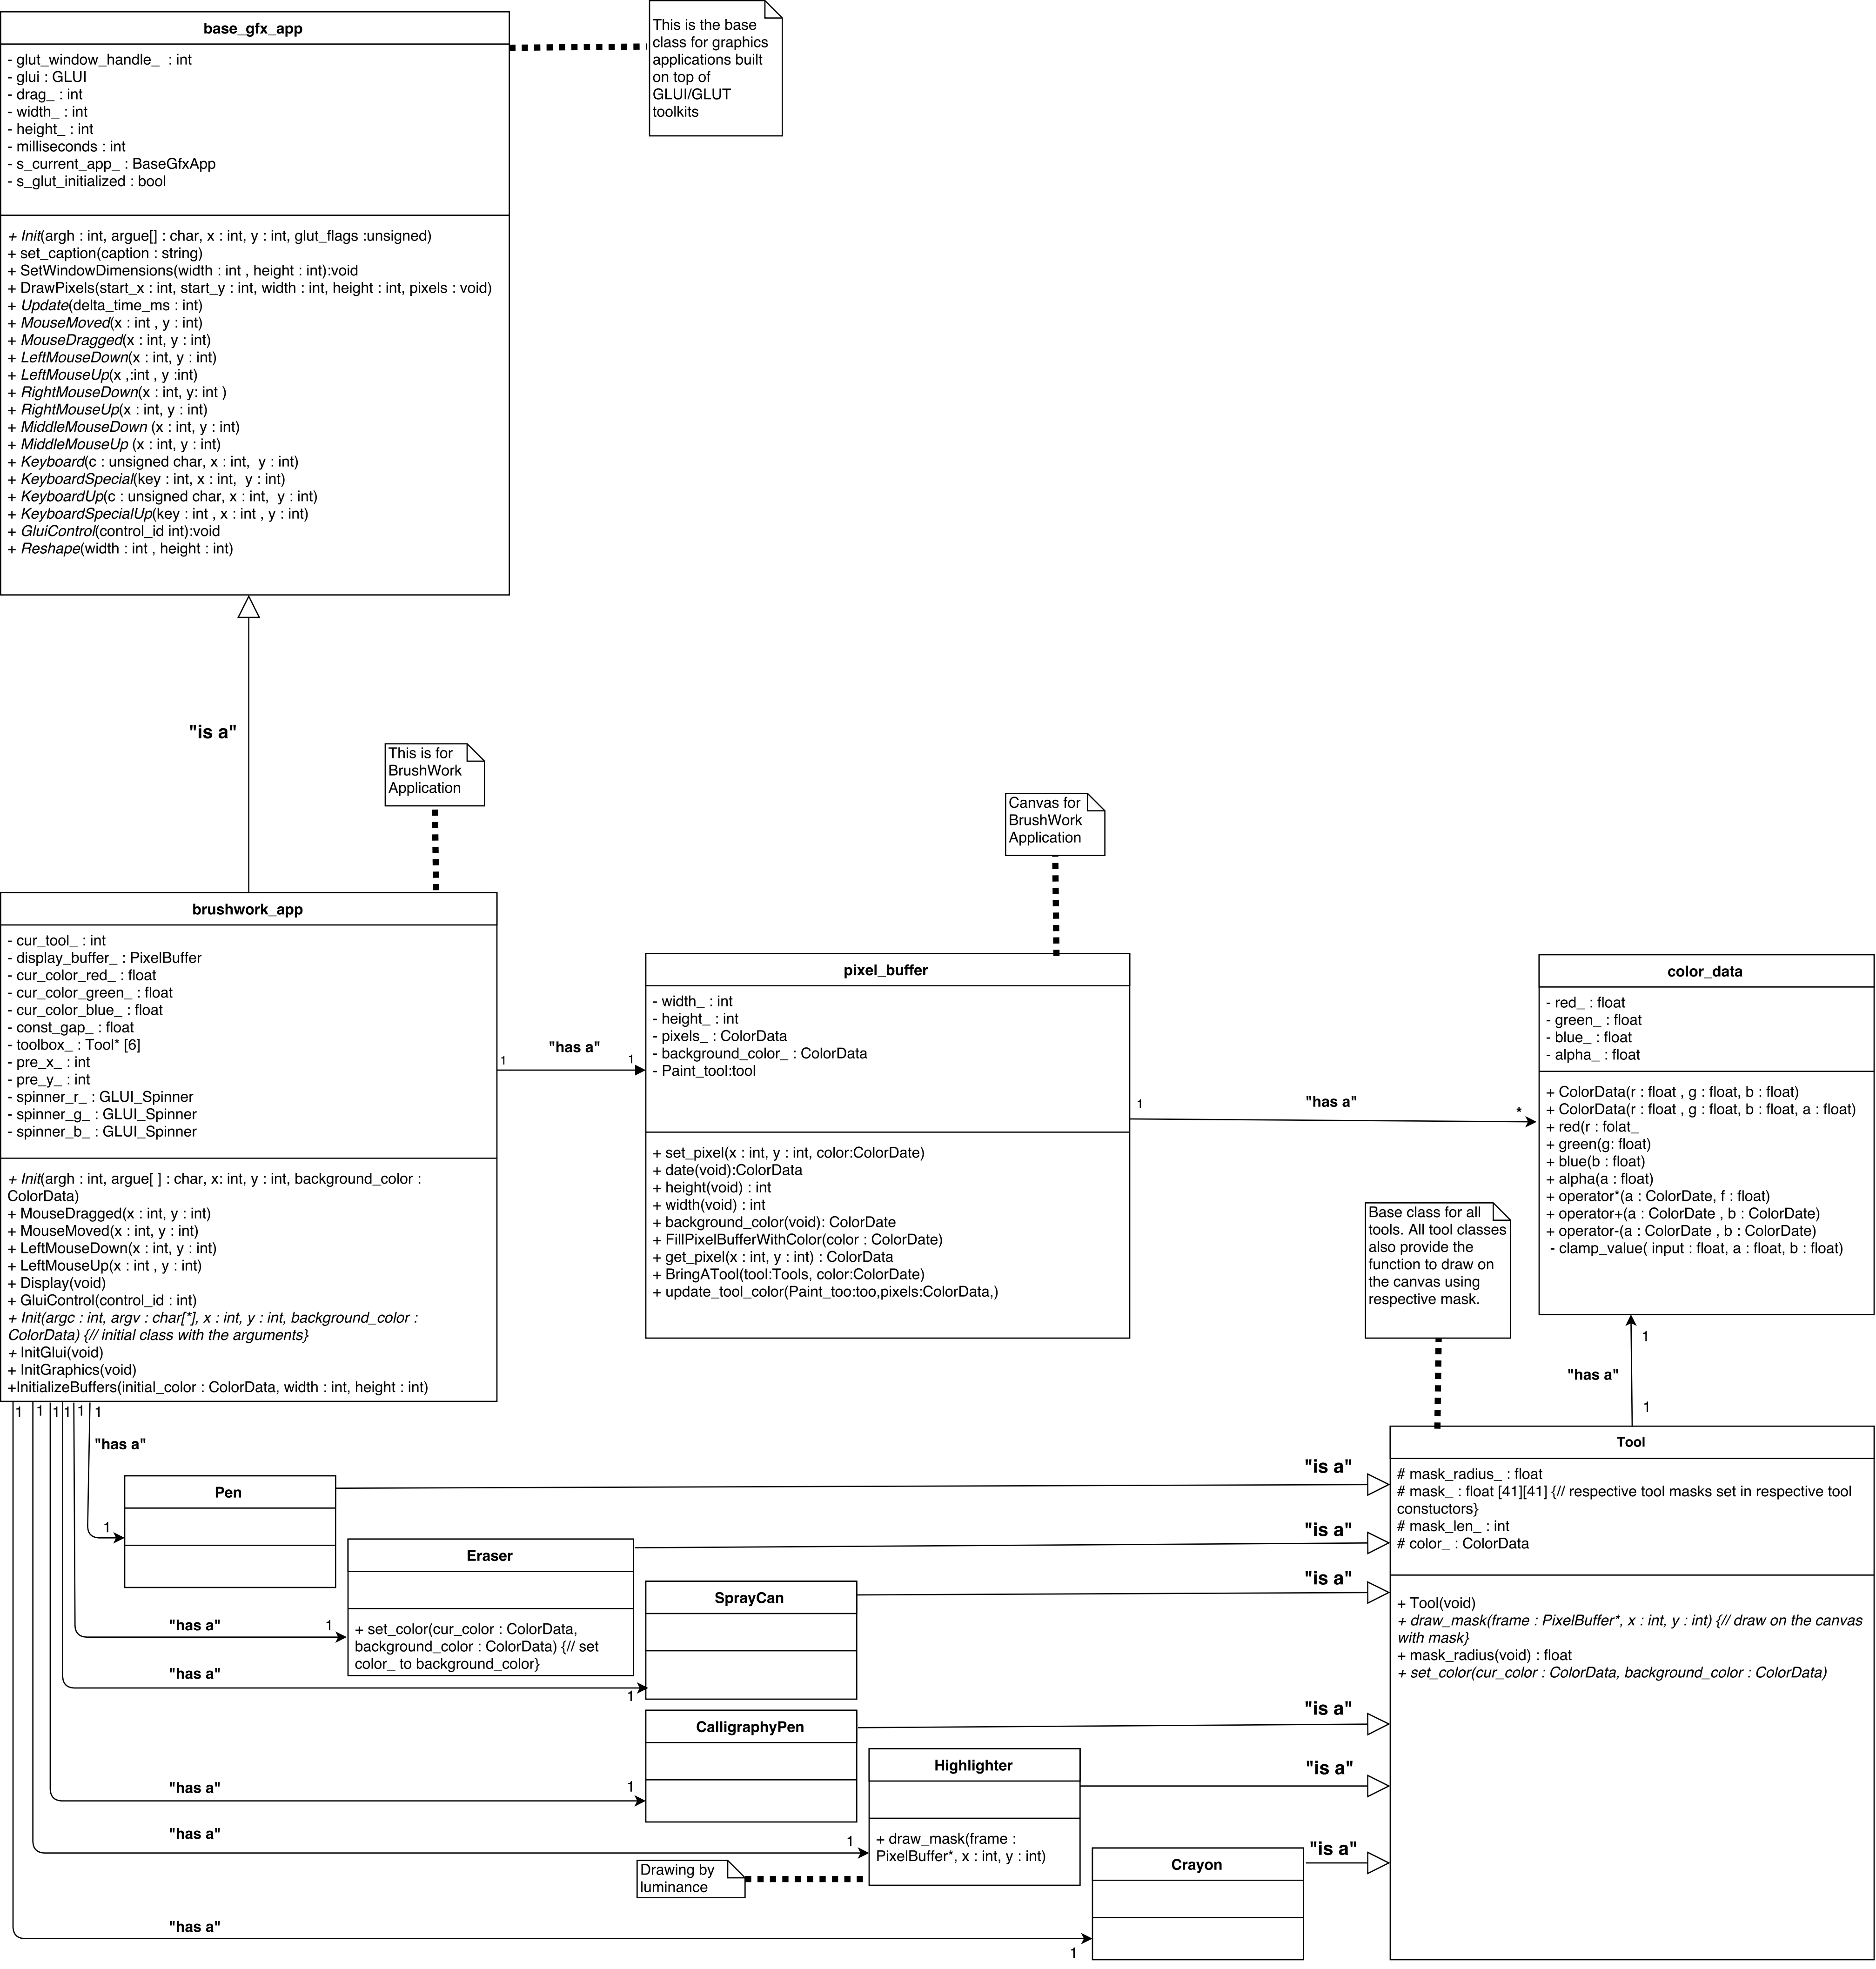 base_gfx_app
- glut_window_handle_ : int
- glui : GLUI
- drag_ : int
- width_ : int
- height_ : int
- milliseconds : int
- s_current_app_ : BaseGfxApp
- s_glut_initialized : bool
+ Init(argh : int, argue[] : char, x : int, y : int, glut_flags :unsigned)
+ set_caption(caption : string)
+ SetWindowDimensions(width : int , height : int):void
+ DrawPixels(start_x : int, start_y : int, width : int, height : int, pixels : void)
+ Update(delta_time_ms : int)
+ MouseMoved(x : int , y : int)
+ MouseDragged(x : int, y : int)
+ LeftMouseDown(x : int, y : int)
+ LeftMouseUp(x ,:int , y :int)
+ RightMouseDown(x : int, y: int )
+ RightMouseUp(x : int, y : int)
+ MiddleMouseDown (x : int, y : int)
+ MiddleMouseUp (x : int, y : int)
+ Keyboard(c : unsigned char, x : int, y : int)
+ KeyboardSpecial(key : int, x : int, y : int)
+ KeyboardUp(c : unsigned char, x : int, y : int)
+ KeyboardSpecialUp(key : int , x : int , y : int)
+ GluiControl(control_id int):void
+ Reshape(width : int , height : int)
This is the base
class for graphics
applications built
on top of
GLUI/GLUT
toolkits
"is a"
This is for
BrushWork
Application
brushwork_app
- cur_tool_ : int
- display_buffer_ : PixelBuffer
- cur_color_red_ : float
- cur_color_green_ : float
- cur_color_blue_ : float
- const_gap_ : float
- toolbox_ : Tool* [6]
- pre_x_ : int
- pre_y_ : int
- spinner_r_ : GLUI_Spinner
- spinner_g_ : GLUI_Spinner
- spinner_b_ : GLUI_Spinner
+ Init(argh : int, argue[ ] : char, x: int, y : int, background_color :
ColorData)
+ MouseDragged(x : int, y : int)
+ MouseMoved(x : int, y : int)
+ LeftMouseDown(x : int, y : int)
+ LeftMouseUp(x : int , y : int)
+ Display(void)
+ GluiControl(control_id : int)
+ Init(argc : int, argv : char[*], x : int, y : int, background_color :
ColorData) {// initial class with the arguments}
+ InitGlui(void)
+ InitGraphics(void)
+InitializeBuffers(initial_color : ColorData, width : int, height : int)
1
"has a"
1
Canvas for
BrushWork
Application
pixel_buffer
- width_ : int
- height_ : int
- pixels_ : ColorData
- background_color_ : ColorData
- Paint_tool:tool
+ set_pixel(x : int, y : int, color:ColorDate)
+ date(void):ColorData
+ height(void) : int
+ width(void) : int
+ background_color(void): ColorDate
+ FillPixelBufferWithColor(color : ColorDate)
+ get_pixel(x : int, y : int) : ColorData
+ BringATool(tool:Tools, color:ColorDate)
+ update_tool_color(Paint_too:too,pixels:ColorData,)
1
"has a"
*
color_data
- red_ : float
- green_ : float
- blue_ : float
- alpha_ : float
+ ColorData(r : float , g : float, b : float)
+ ColorData(r : float , g : float, b : float, a : float)
+ red(r : folat_
+ green(g: float)
+ blue(b : float)
+ alpha(a : float)
+ operator*(a : ColorDate, f : float)
+ operator+(a : ColorDate , b : ColorDate)
+ operator-(a : ColorDate , b : ColorDate)
- clamp_value( input : float, a : float, b : float)
Base class for all
tools. All tool classes
also provide the
function to draw on
the canvas using
respective mask.
1
"has a"
1
Tool
# mask_radius_ : float
# mask_ : float [41][41] {// respective tool masks set in respective tool
constuctors}
# mask_len_ : int
# color_ : ColorData
+ Tool(void)
+ draw_mask(frame : PixelBuffer*, x : int, y : int) {// draw on the canvas
with mask}
+ mask_radius(void) : float
+ set_color(cur_color : ColorData, background_color : ColorData)
1
1
1
1
1
1
"has a"
1
Pen
"is a"
"has a"
1
Eraser
+ set_color(cur_color : ColorData,
background_color : ColorData) {// set
color_ to background_color}
"is a"
"has a"
1
SprayCan
"is a"
"has a"
1
CalligraphyPen
"is a"
"has a"
1
Highlighter
+ draw_mask(frame :
PixelBuffer*, x : int, y : int)
"is a"
Drawing by
luminance
"has a"
1
Crayon
"is a"